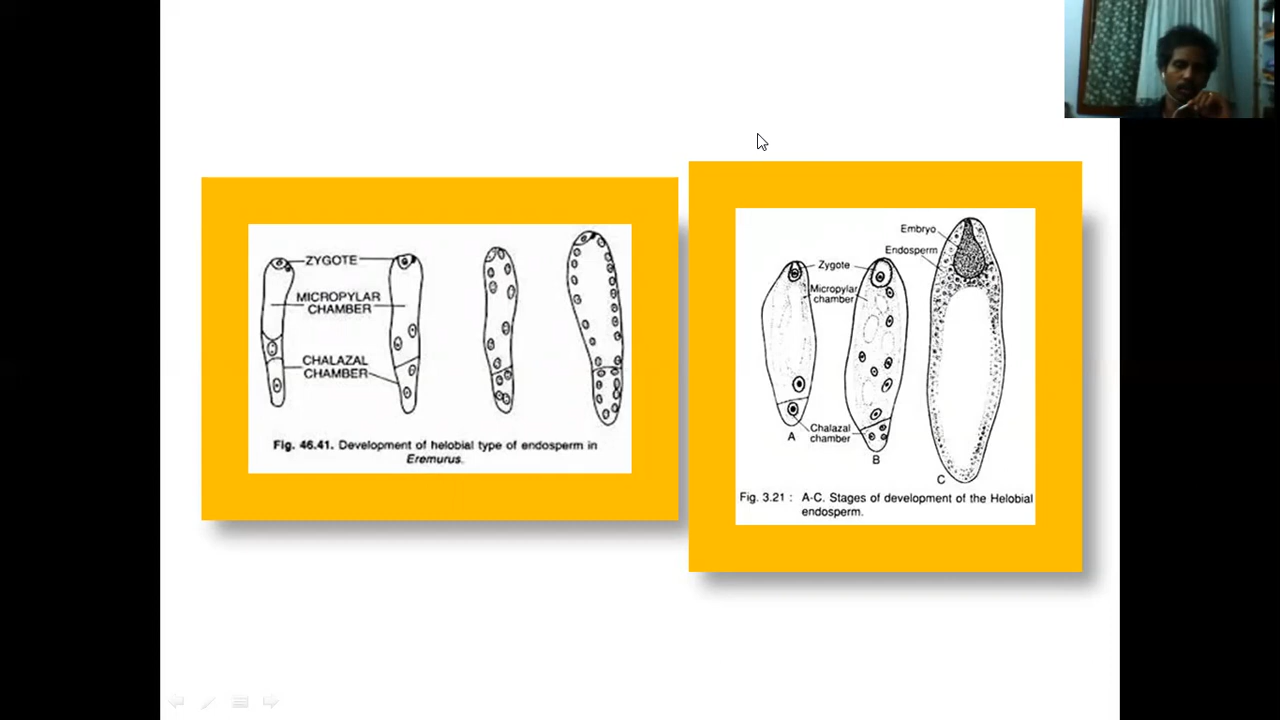 ZYGOTE
MICROPYLAR
CHAMBER
CHALAZAL
CHAMBER
Fig. 46.41. Development of helobial type of endosperm in
Eremurus.
Embryo
Endosperm
Zygote
Micropylar
chamber
Chalazal
chamber
A
B
C
Fig. 3.21 : A-C. Stages of development of the Helobial
endosperm.